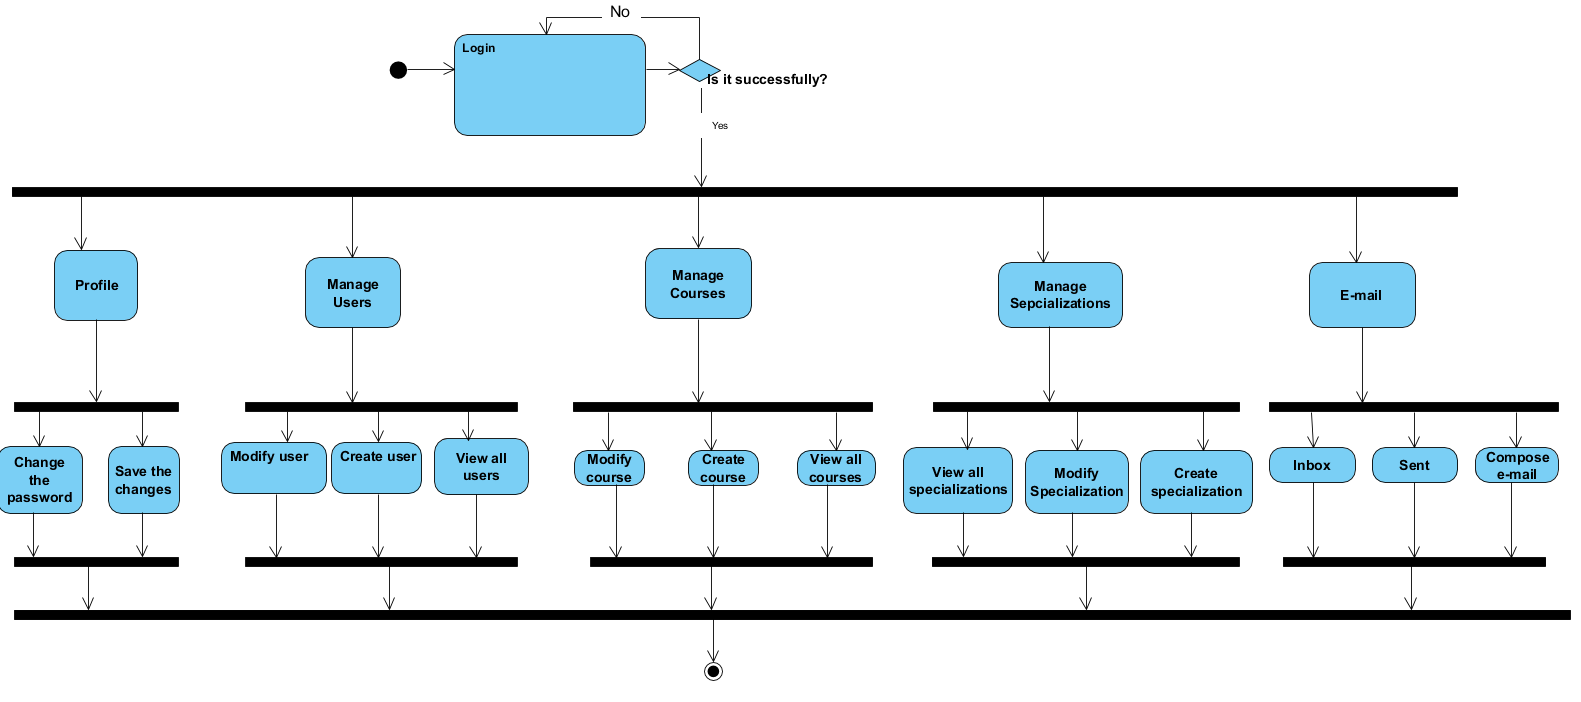 No
Login
Is it successfully?
Yes
Profile
Manage
Users
Manage
Courses
Manage
Sepcializations
E-mail
Change
the
password
Save the
changes
Modify user
Create user
View all
users
Modify
course
Create
course
View all
courses
View all
specializations
Modify
Specialization
Create
specialization
Inbox
Sent
Compose
e-mail